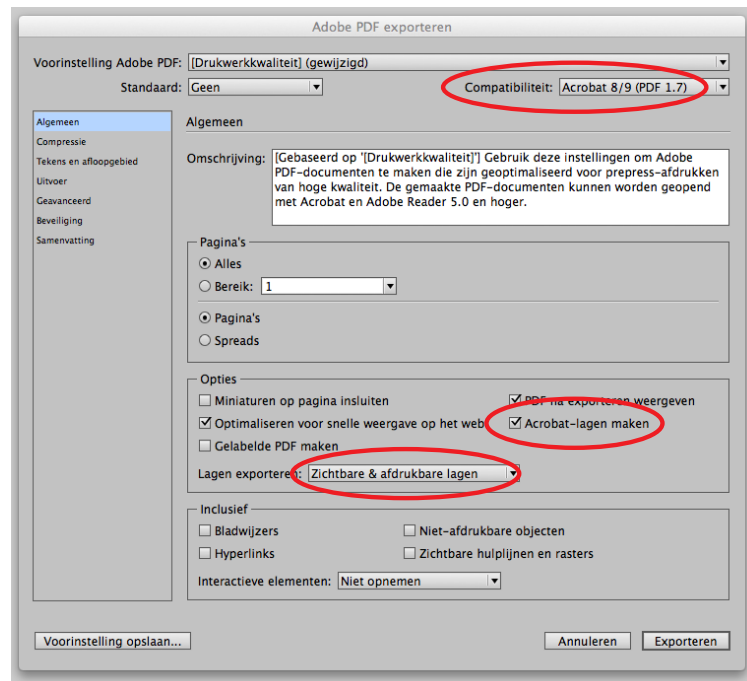 Adobe PDF exporteren
Voorinstelling Adobe PDF: [Drukwerkkwaliteit] (gewijzigd)
Standaard: Geen Compatibiliteit: Acrobat 8/9 (PDF 1.7)
Algemeen
Compressie
Tekens en afloopgebied
Uitvoer
Geavanceerd
Beveiliging
Samenvatting
Algemeen
Omschrijving: [Gebaseerd op '[Drukwerkkwaliteit]'] Gebruik deze instellingen om Adobe
PDF-documenten te maken die zijn geoptimaliseerd voor prepress-afdrukken
van hoge kwaliteit. De gemaakte PDF-documenten kunnen worden geopend
met Acrobat en Adobe Reader 5.0 en hoger.
Pagina's
Alles
Bereik: 1
Pagina's
Spreads
Opties
Miniaturen op pagina insluiten PDF na exporteren weergeven
Optimaliseren voor snelle weergave op het web Acrobat-lagen maken
Gelabelde PDF maken
Lagen exporteren: Zichtbare & afdrukbare lagen
Inclusief
Bladwijzers Niet-afdrukbare objecten
Hyperlinks Zichtbare hulplijnen en rasters
Interactieve elementen: Niet opnemen
Voorinstelling opslaan... Annuleren Exporteren